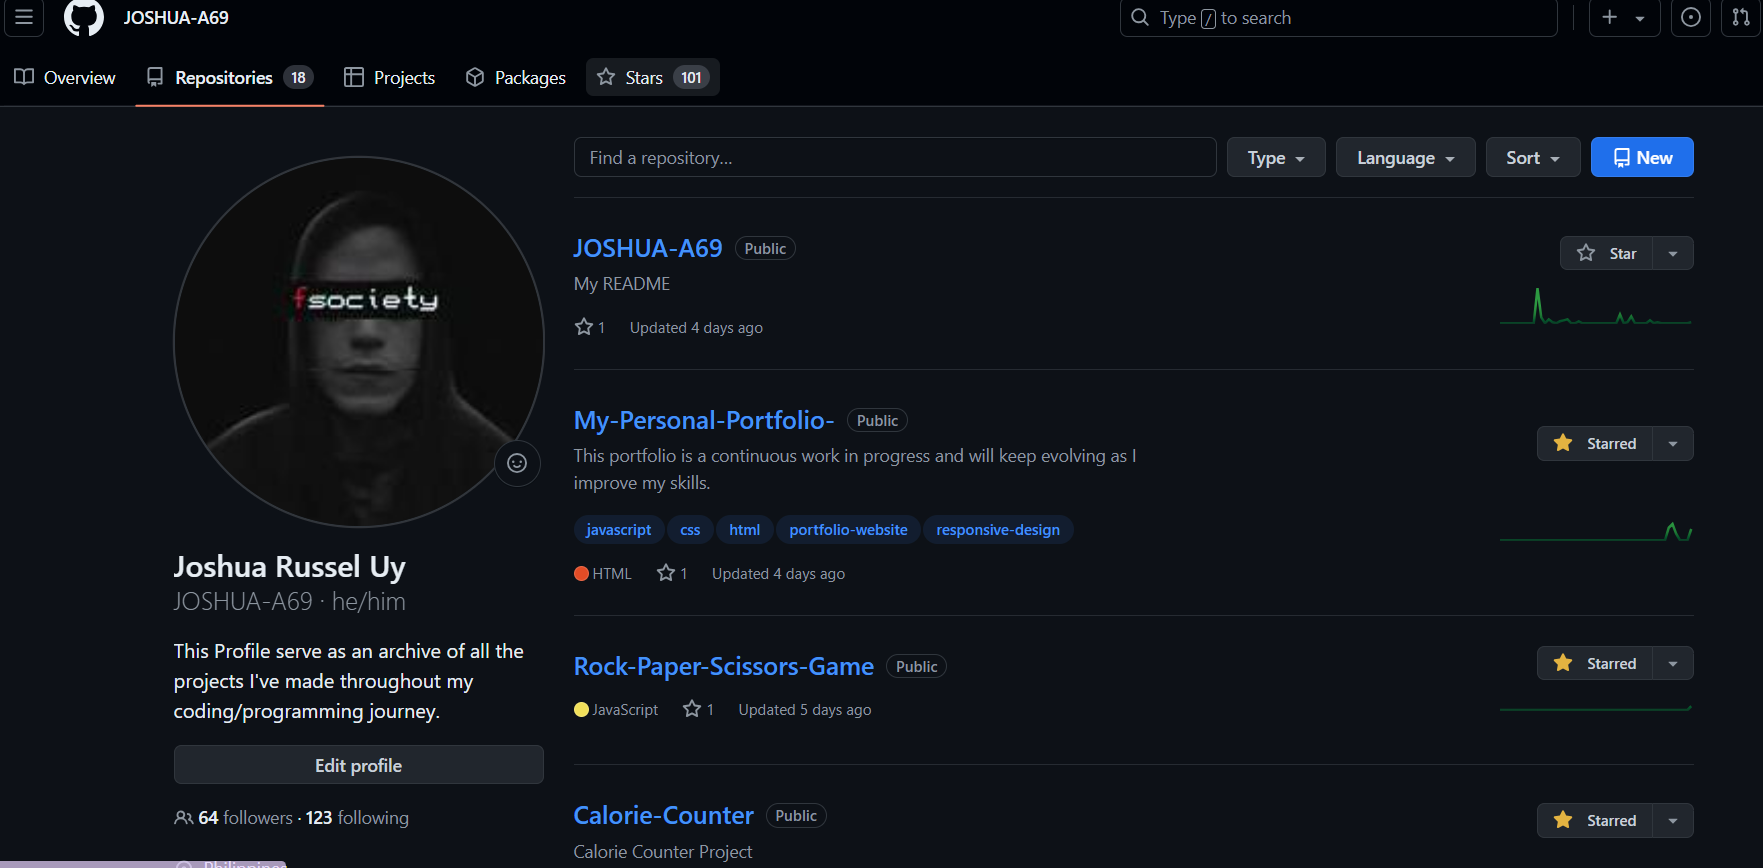 JOSHUA-A69
Type / to search
Overview
Repositories 18
Projects
Packages
Stars 101
Find a repository...
Type
Language
Sort
New
fsociety
Joshua Russel Uy
JOSHUA-A69 · he/him
This Profile serve as an archive of all the
projects I've made throughout my
coding/programming journey.
Edit profile
64 followers · 123 following
Philippines
JOSHUA-A69 Public
Star
My README
1 Updated 4 days ago
My-Personal-Portfolio- Public
Starred
This portfolio is a continuous work in progress and will keep evolving as I
improve my skills.
javascript css html portfolio-website responsive-design
HTML 1 Updated 4 days ago
Rock-Paper-Scissors-Game Public
Starred
JavaScript 1 Updated 5 days ago
Calorie-Counter Public
Starred
Calorie Counter Project